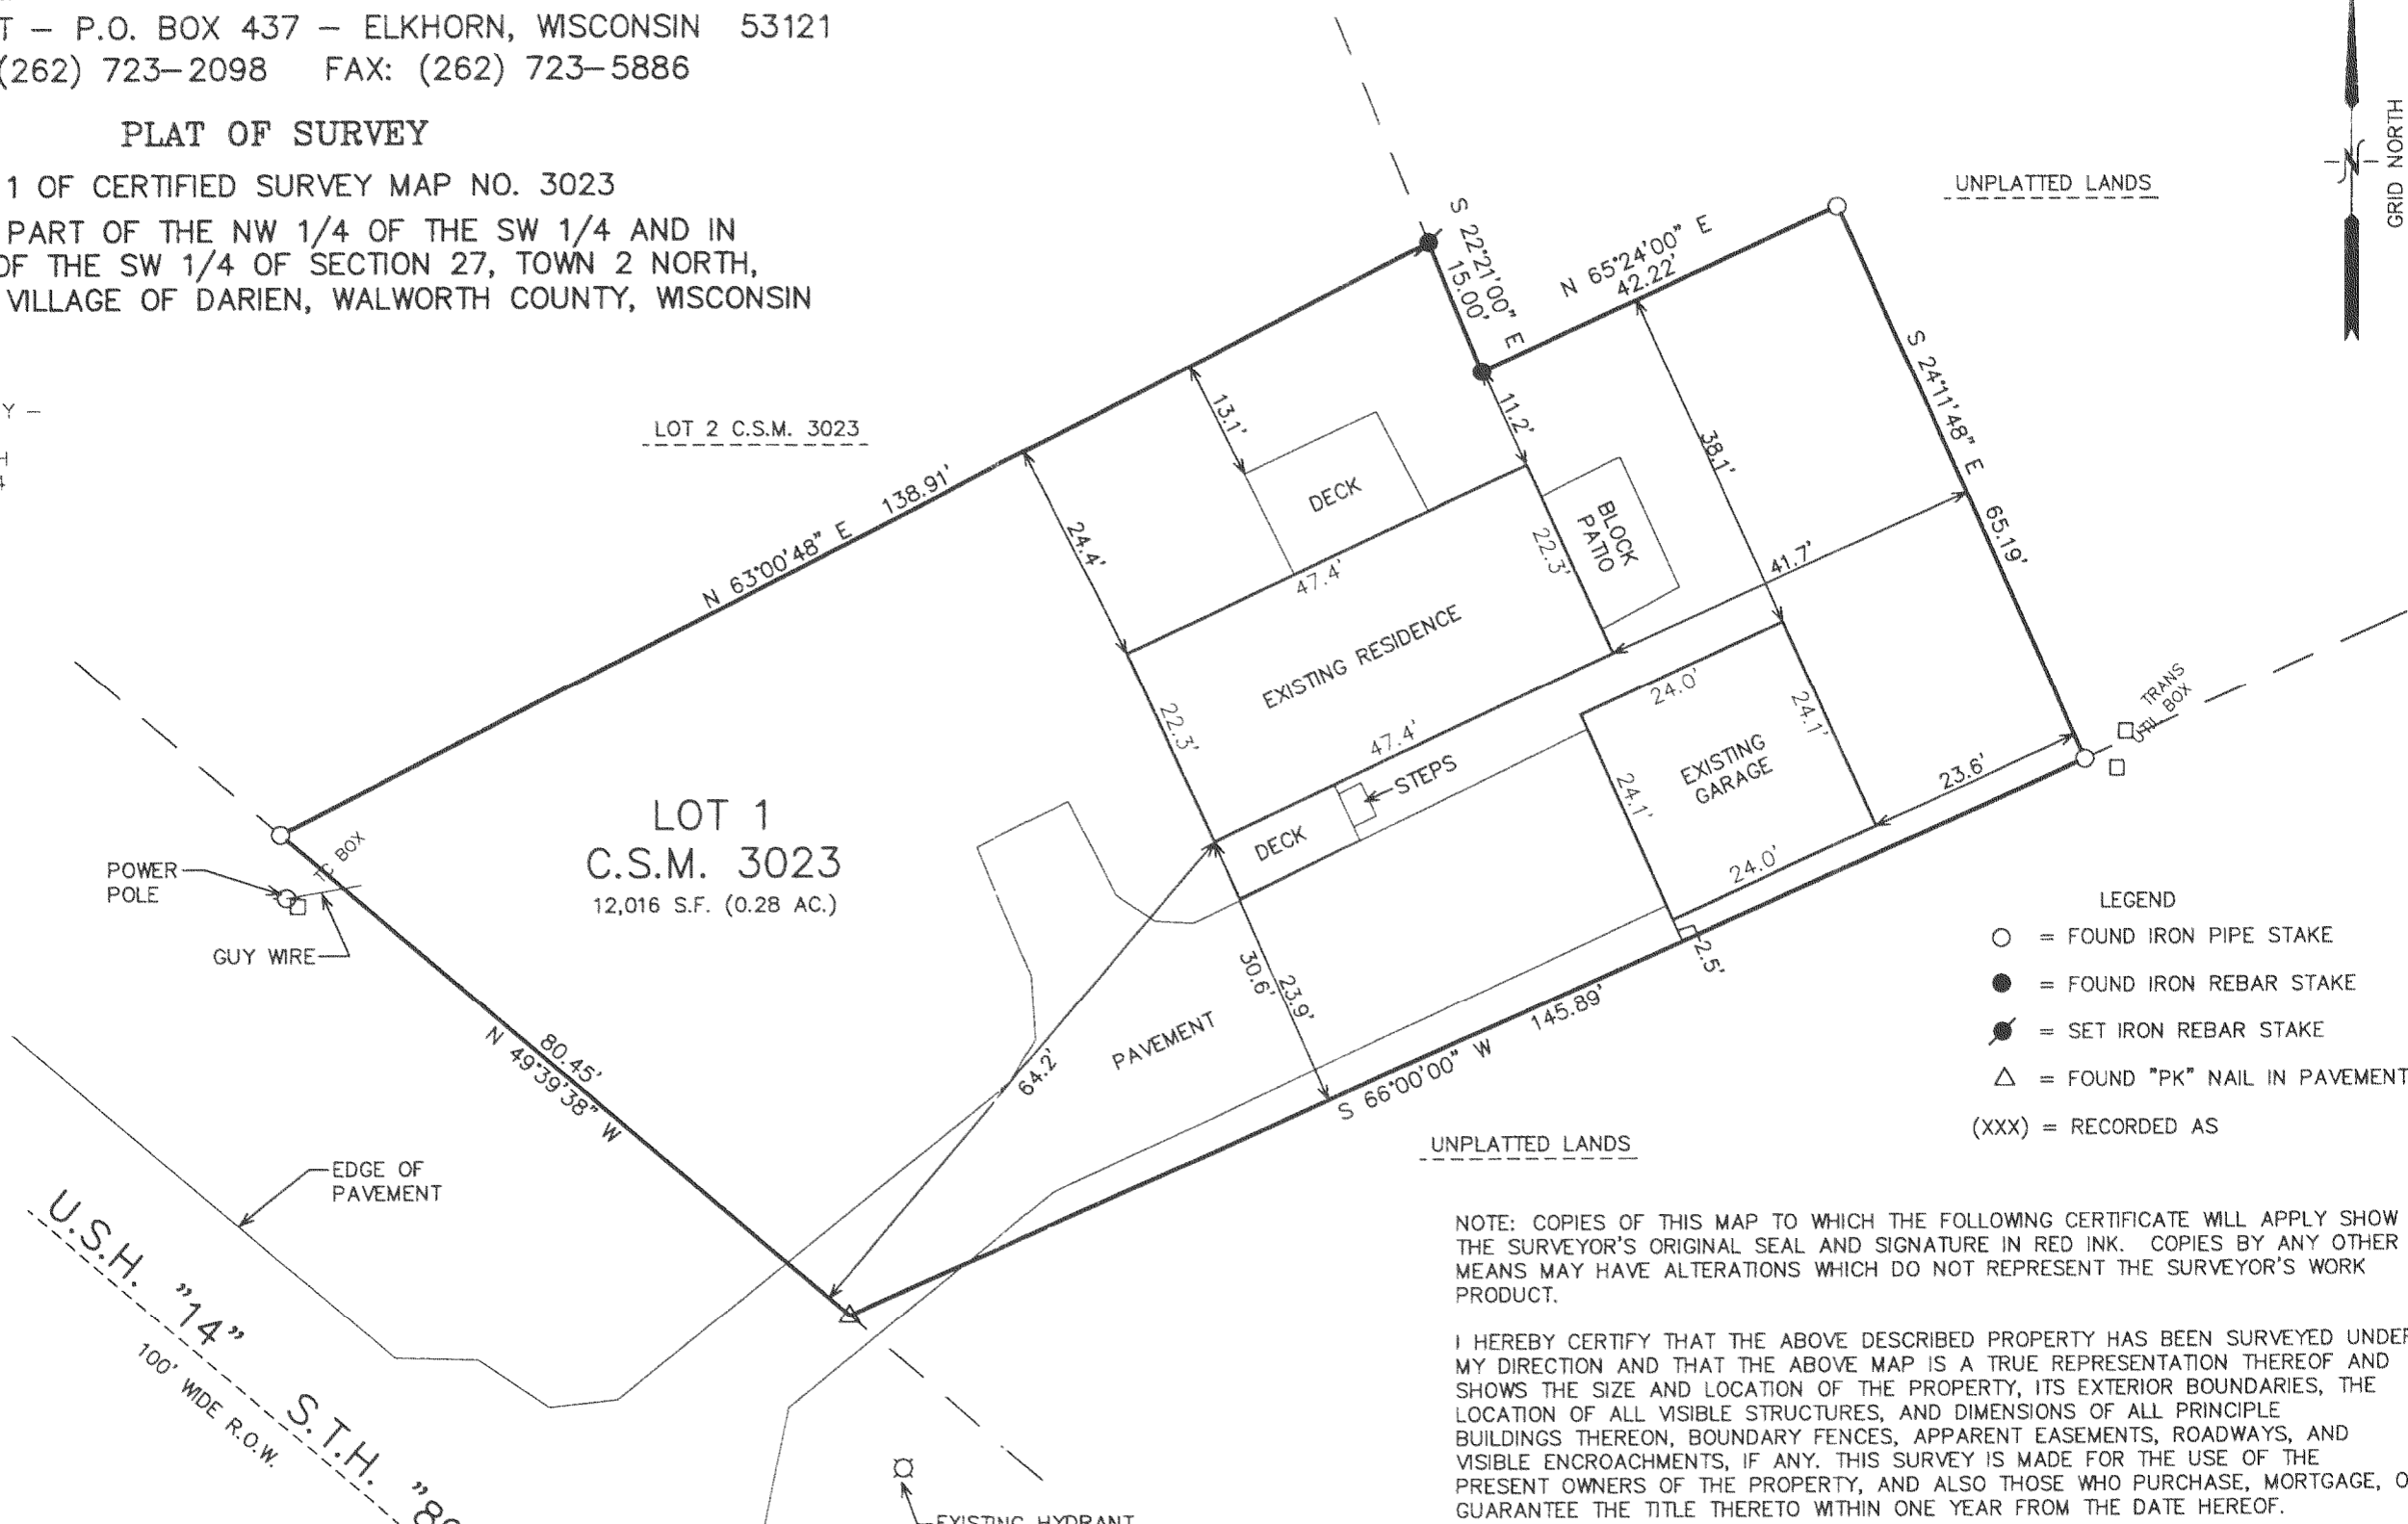 T – P.O. BOX 437 – ELKHORN, WISCONSIN 53121
(262) 723–2098 FAX: (262) 723–5886
PLAT OF SURVEY
1 OF CERTIFIED SURVEY MAP NO. 3023
PART OF THE NW 1/4 OF THE SW 1/4 AND IN
OF THE SW 1/4 OF SECTION 27, TOWN 2 NORTH,
VILLAGE OF DARIEN, WALWORTH COUNTY, WISCONSIN
Y –
H
4
GRID NORTH
N
UNPLATTED LANDS
S 22°21'00" E
15.00'
N 65°24'00" E
42.22'
S 24°11'48" E
65.19'
LOT 2 C.S.M. 3023
N 63°00'48" E 138.91'
13.1'
11.2'
38.1'
24.4'
DECK
BLOCK
PATIO
22.3'
41.7'
47.4'
EXISTING RESIDENCE
22.3'
47.4'
STEPS
DECK
24.0'
24.1'
EXISTING
GARAGE
24.1'
24.0'
23.6'
2.5'
TRANS
UTIL BOX
LOT 1
C.S.M. 3023
12,016 S.F. (0.28 AC.)
POWER
POLE
TC BOX
GUY WIRE
80.45'
N 49°39'38" W
64.2'
30.6'
23.9'
PAVEMENT
S 66°00'00" W 145.89'
UNPLATTED LANDS
EDGE OF
PAVEMENT
U.S.H. "14" S.T.H. "89
100' WIDE R.O.W.
EXISTING HYDRANT
LEGEND
= FOUND IRON PIPE STAKE
= FOUND IRON REBAR STAKE
= SET IRON REBAR STAKE
= FOUND "PK" NAIL IN PAVEMENT
(XXX) = RECORDED AS
NOTE: COPIES OF THIS MAP TO WHICH THE FOLLOWING CERTIFICATE WILL APPLY SHOW
THE SURVEYOR'S ORIGINAL SEAL AND SIGNATURE IN RED INK. COPIES BY ANY OTHER
MEANS MAY HAVE ALTERATIONS WHICH DO NOT REPRESENT THE SURVEYOR'S WORK
PRODUCT.
I HEREBY CERTIFY THAT THE ABOVE DESCRIBED PROPERTY HAS BEEN SURVEYED UNDER
MY DIRECTION AND THAT THE ABOVE MAP IS A TRUE REPRESENTATION THEREOF AND
SHOWS THE SIZE AND LOCATION OF THE PROPERTY, ITS EXTERIOR BOUNDARIES, THE
LOCATION OF ALL VISIBLE STRUCTURES, AND DIMENSIONS OF ALL PRINCIPLE
BUILDINGS THEREON, BOUNDARY FENCES, APPARENT EASEMENTS, ROADWAYS, AND
VISIBLE ENCROACHMENTS, IF ANY. THIS SURVEY IS MADE FOR THE USE OF THE
PRESENT OWNERS OF THE PROPERTY, AND ALSO THOSE WHO PURCHASE, MORTGAGE, O
GUARANTEE THE TITLE THERETO WITHIN ONE YEAR FROM THE DATE HEREOF.